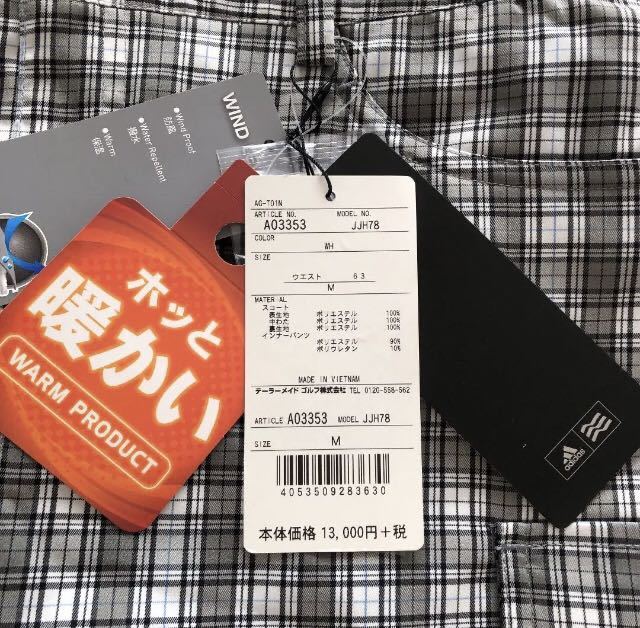 WIND
●Wind Proof
防風
●Water Repellent
撥水
●Warm
保温
ホッと
暖かい
WARM PRODUCT
AG-T01N
ARTICLE NO. MODEL NO.
A03353 JJH78
COLOR
WH
SIZE
ウエスト 63
M
MATERIAL
スコート
表生地 ポリエステル 100%
中わた ポリエステル 100%
裏生地 ポリエステル 100%
インナーパンツ
ポリエステル 90%
ポリウレタン 10%
MADE IN VIETNAM
テーラーメイド ゴルフ株式会社 TEL 0120-558-562
ARTICLE A03353 MODEL JJH78
SIZE M
4053509283630
本体価格 13,000円+税
adidas